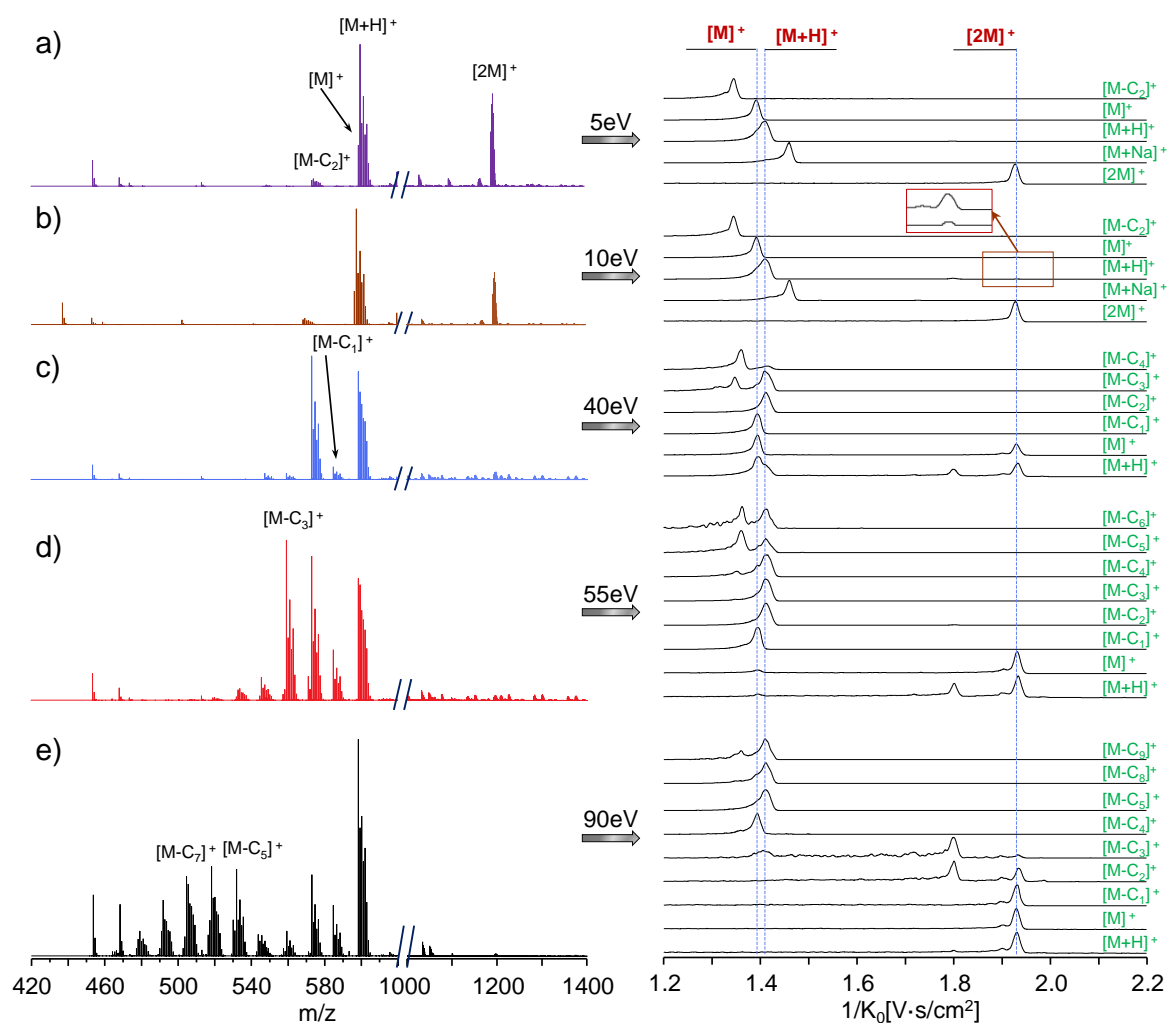 a)
[M+H]⁺
[M]⁺
[2M]⁺
[M-C₂]⁺
b)
c)
[M-C₁]⁺
d)
[M-C₃]⁺
e)
[M-C₇]⁺ [M-C₅]⁺
420 460 500 540 580 1000 1200 1400
m/z
5eV
10eV
40eV
55eV
90eV
[M]⁺ [M+H]⁺ [2M]⁺
[M-C₂]⁺
[M]⁺
[M+H]⁺
[M+Na]⁺
[2M]⁺
[M-C₂]⁺
[M]⁺
[M+H]⁺
[M+Na]⁺
[2M]⁺
[M-C₄]⁺
[M-C₃]⁺
[M-C₂]⁺
[M-C₁]⁺
[M]⁺
[M+H]⁺
[M-C₆]⁺
[M-C₅]⁺
[M-C₄]⁺
[M-C₃]⁺
[M-C₂]⁺
[M-C₁]⁺
[M]⁺
[M+H]⁺
[M-C₉]⁺
[M-C₈]⁺
[M-C₅]⁺
[M-C₄]⁺
[M-C₃]⁺
[M-C₂]⁺
[M-C₁]⁺
[M]⁺
[M+H]⁺
1.2 1.4 1.6 1.8 2.0 2.2
1/K₀[V·s/cm²]